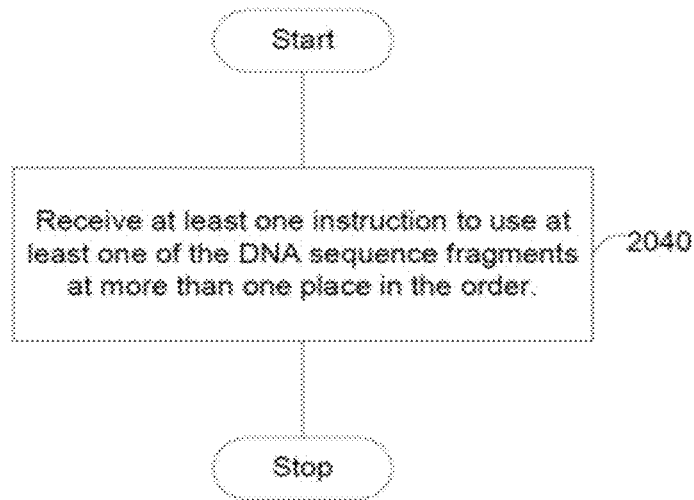 Start
Receive at least one instruction to use at
least one of the DNA sequence fragments
at more than one place in the order.
2040
Stop